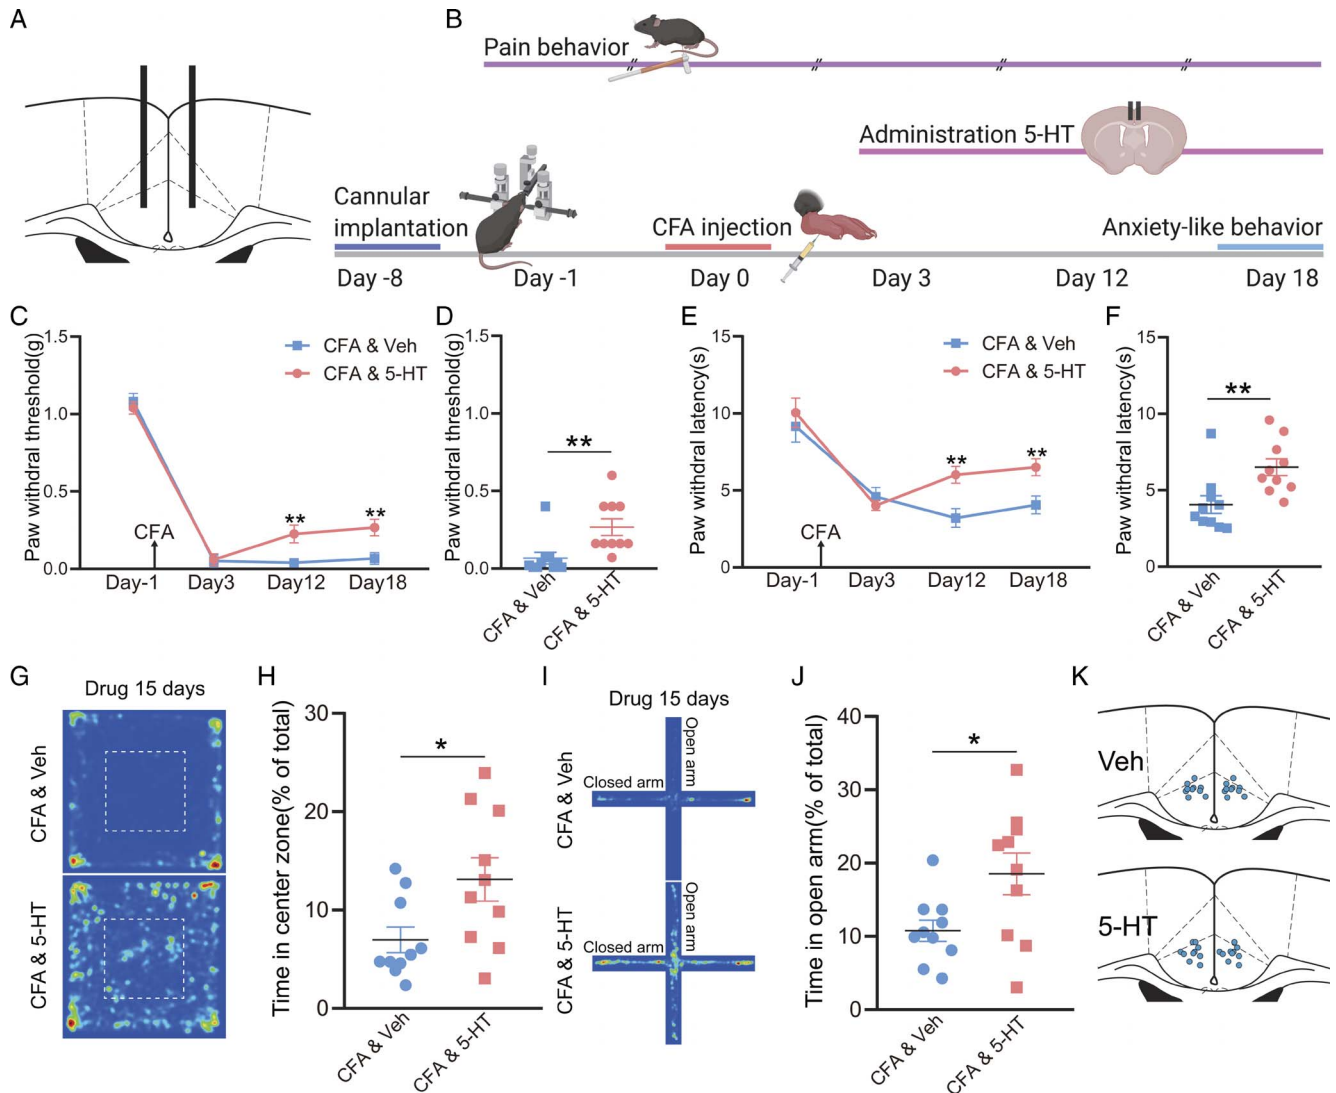 A
B
Pain behavior
Administration 5-HT
Cannular
implantation
CFA injection
Anxiety-like behavior
Day -8
Day -1
Day 0
Day 3
Day 12
Day 18
C
Paw withdral threshold(g)
1.5
1.0
0.5
0.0
CFA & Veh
CFA & 5-HT
CFA
**
**
Day-1
Day3
Day12
Day18
D
Paw withdral threshold(g)
1.5
1.0
0.5
0.0
**
CFA & Veh
CFA & 5-HT
E
Paw withdral latency(s)
15
10
5
0
CFA & Veh
CFA & 5-HT
CFA
**
**
Day-1
Day3
Day12
Day18
F
Paw withdral latency(s)
15
10
5
0
**
CFA & Veh
CFA & 5-HT
G
Drug 15 days
CFA & Veh
CFA & 5-HT
H
Time in center zone(% of total)
30
20
10
0
*
CFA & Veh
CFA & 5-HT
I
Drug 15 days
CFA & Veh
Closed arm
Open arm
CFA & 5-HT
Closed arm
Open arm
J
Time in open arm(% of total)
40
30
20
10
0
*
CFA & Veh
CFA & 5-HT
K
Veh
5-HT